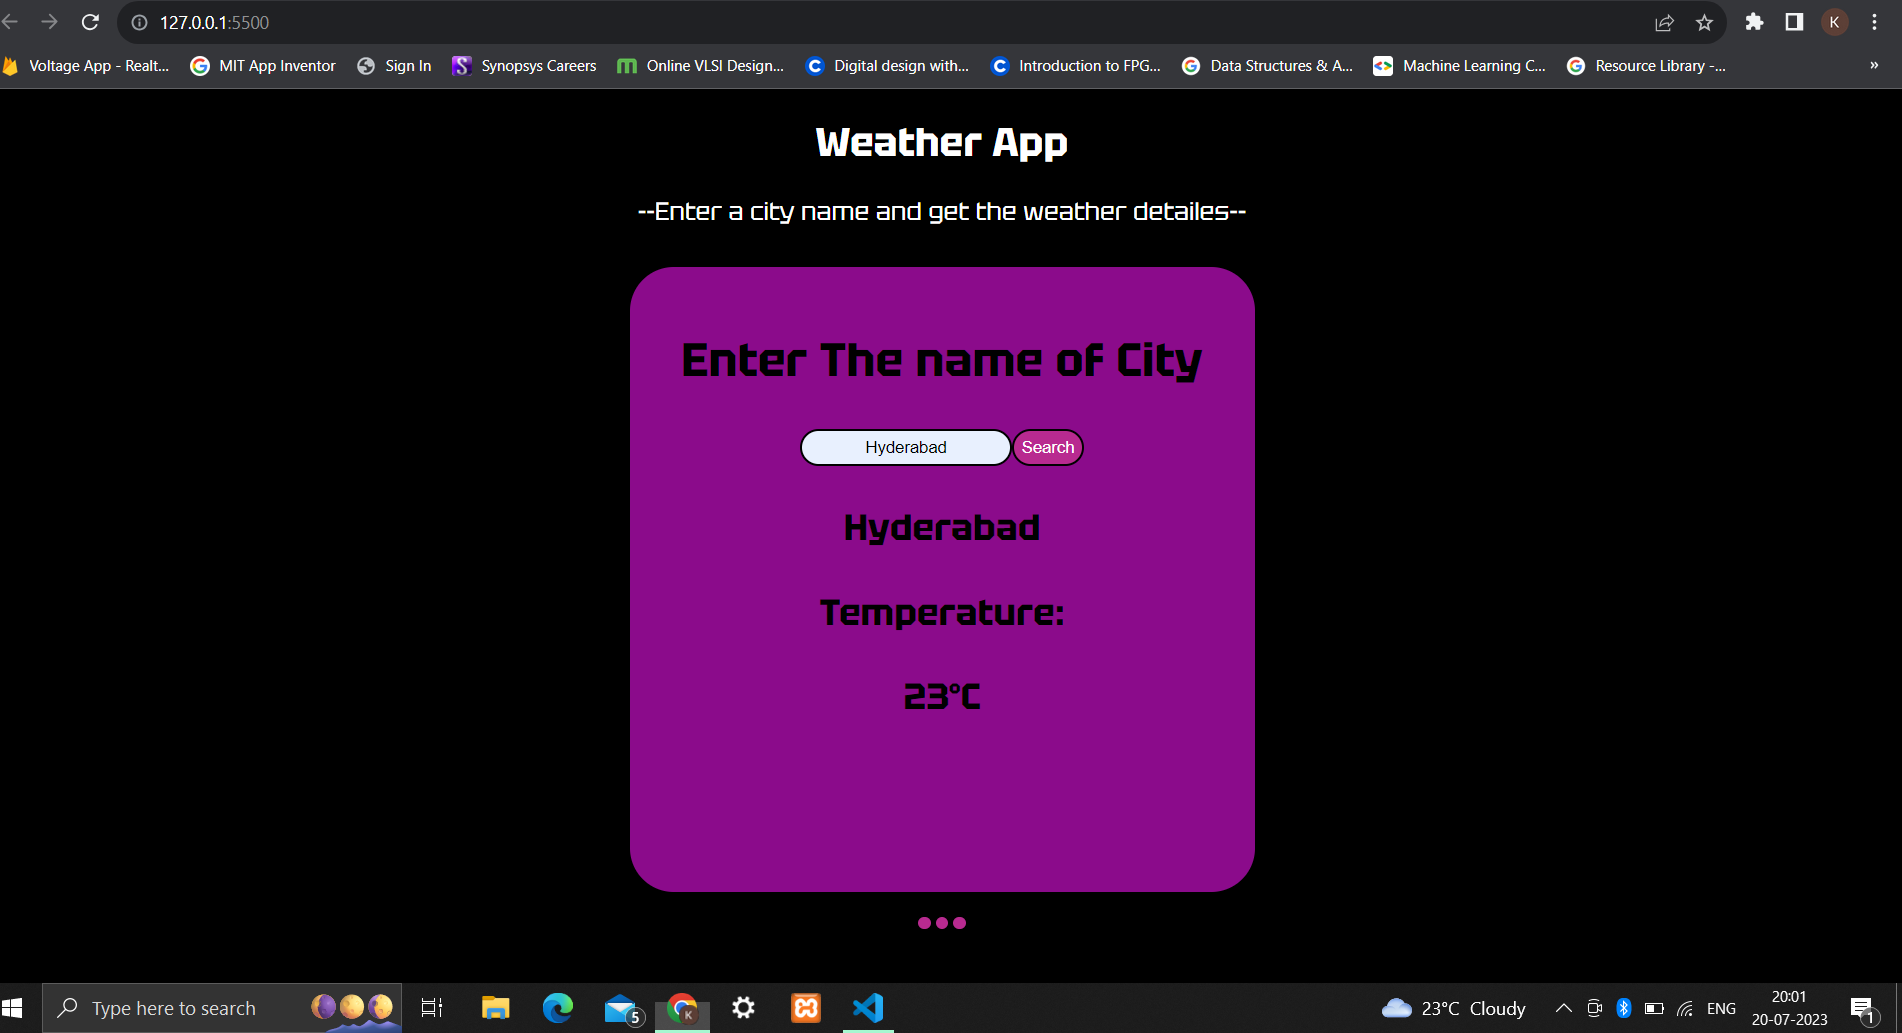 127.0.0.1:5500
K
Voltage App - Realt... MIT App Inventor Sign In Synopsys Careers Online VLSI Design... Digital design with... Introduction to FPG... Data Structures & A... Machine Learning C... Resource Library -... »
Weather App
--Enter a city name and get the weather detailes--
Enter The name of City
Hyderabad Search
Hyderabad
Temperature:
23°C
Type here to search 5 K 23°C Cloudy ENG 20:01
20-07-2023 1